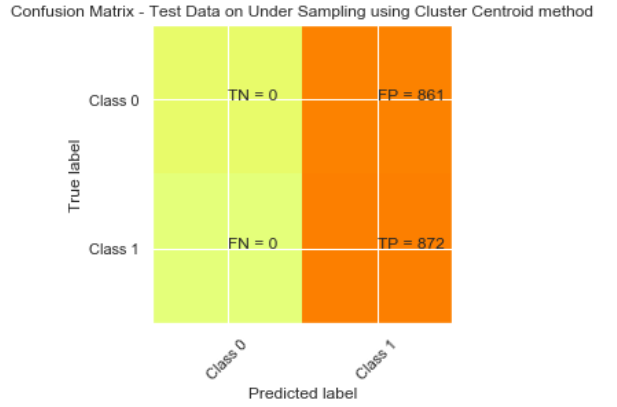 Confusion Matrix - Test Data on Under Sampling using Cluster Centroid method
TN = 0
FP = 861
Class 0
True label
FN = 0
TP = 872
Class 1
Class 0
Class 1
Predicted label